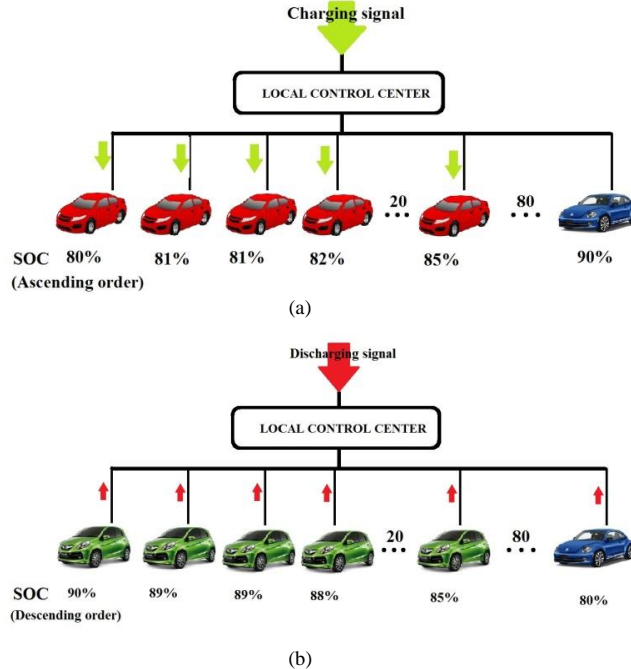 Charging signal
LOCAL CONTROL CENTER
20
80
SOC 80% 81% 81% 82% 85% 90%
(Ascending order)
(a)
Discharging signal
LOCAL CONTROL CENTER
20
80
SOC 90% 89% 89% 88% 85% 80%
(Descending order)
(b)